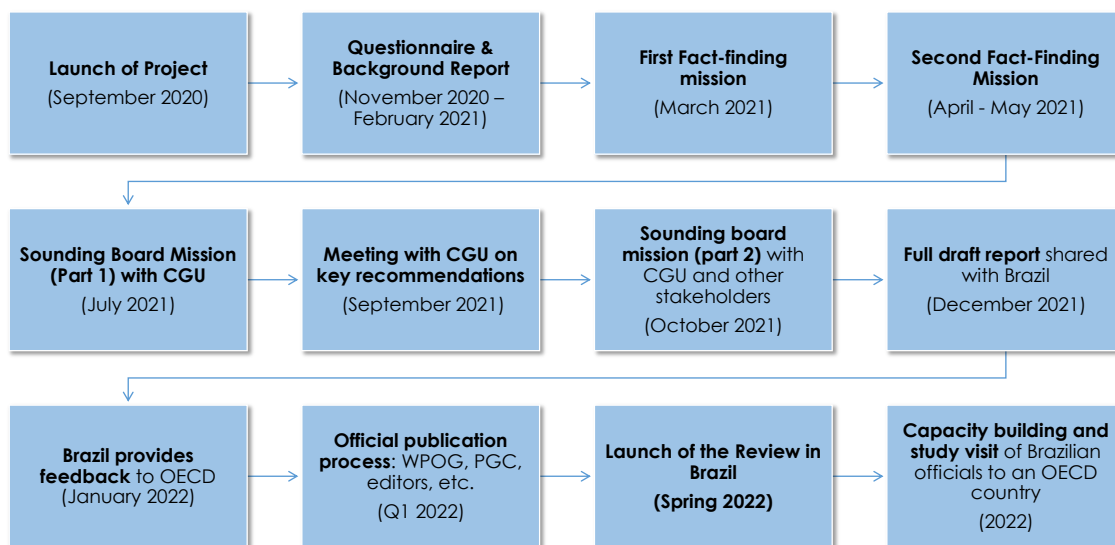 Launch of Project
(September 2020)
Questionnaire &
Background Report
(November 2020 –
February 2021)
First Fact-finding
mission
(March 2021)
Second Fact-Finding
Mission
(April - May 2021)
Sounding Board Mission
(Part 1) with CGU
(July 2021)
Meeting with CGU on
key recommendations
(September 2021)
Sounding board
mission (part 2) with
CGU and other
stakeholders
(October 2021)
Full draft report shared
with Brazil
(December 2021)
Brazil provides
feedback to OECD
(January 2022)
Official publication
process: WPOG, PGC,
editors, etc.
(Q1 2022)
Launch of the Review in
Brazil
(Spring 2022)
Capacity building and
study visit of Brazilian
officials to an OECD
country
(2022)